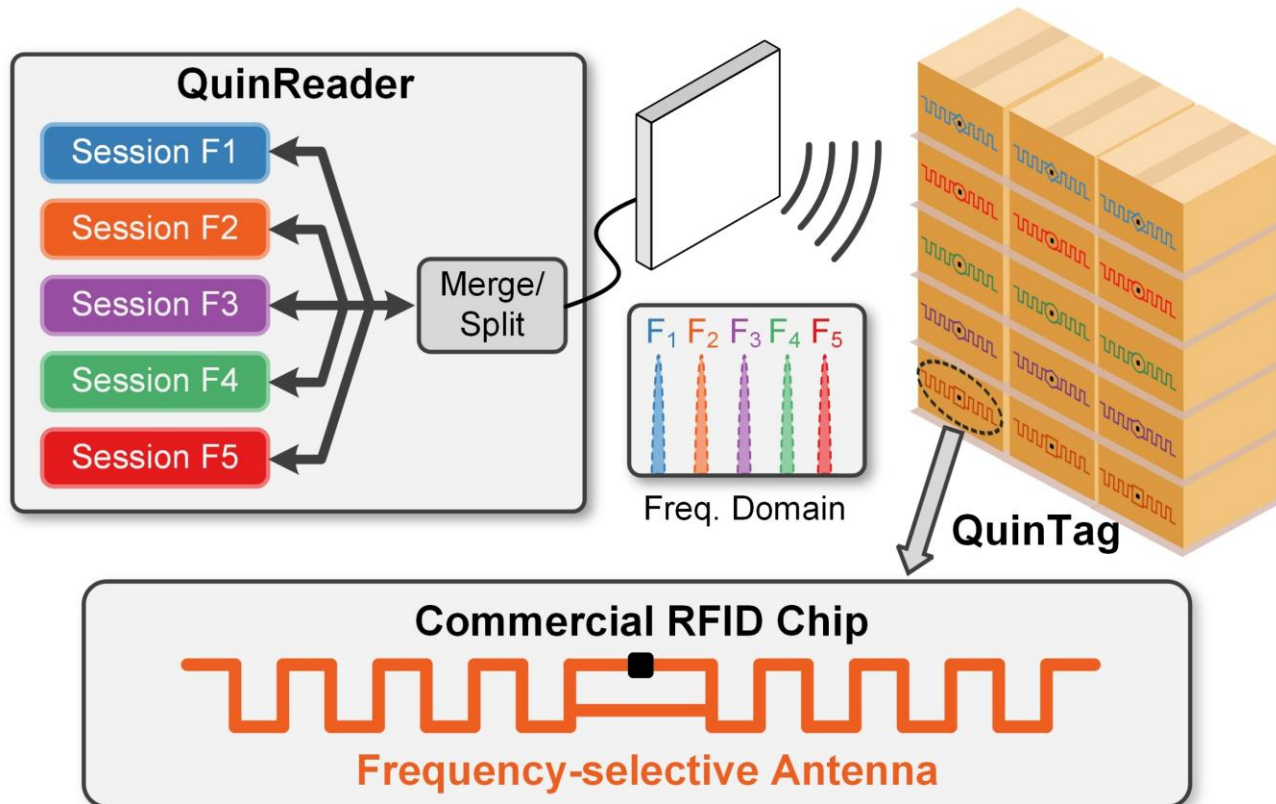 QuinReader
Session F1
Session F2
Session F3
Session F4
Session F5
Merge/
Split
F₁ F₂ F₃ F₄ F₅
Freq. Domain
QuinTag
Commercial RFID Chip
Frequency-selective Antenna